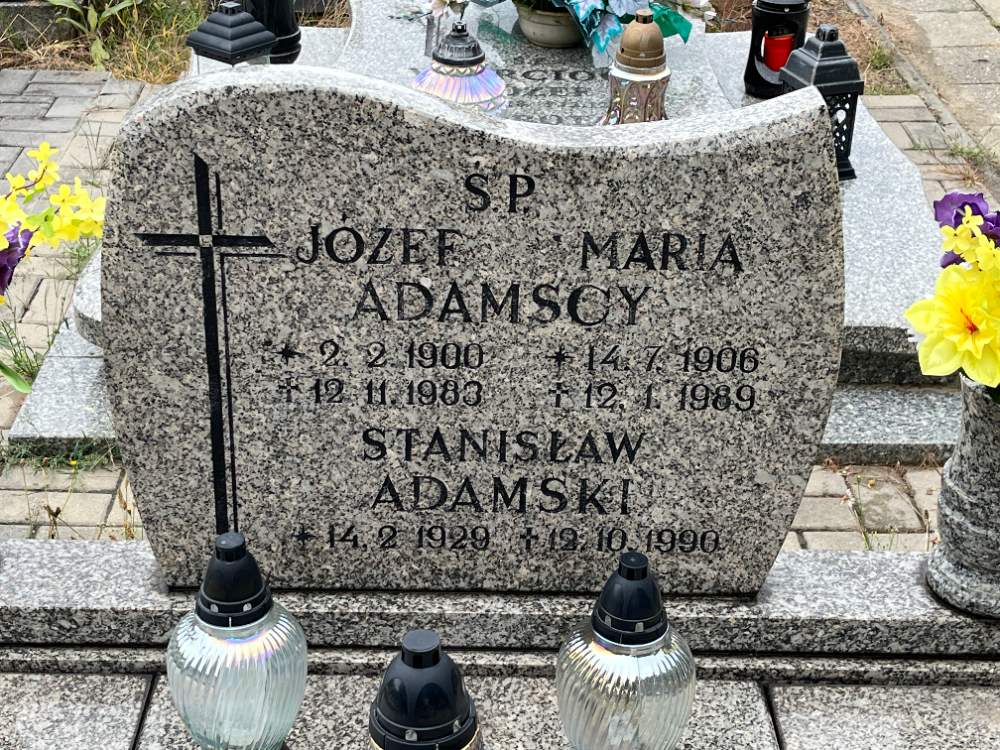 S.P.
JÓZEF MARIA
ADAMSCY
* 2. 2. 1900 * 14. 7. 1906
† 12. 11. 1983 † 12. 1. 1989
STANISŁAW
ADAMSKI
* 14. 2 1929 † 12. 10. 1990